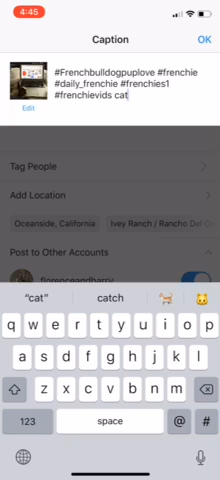 4:45
Caption
OK
#Frenchbulldogpuplove #frenchie
#daily_frenchie #frenchies1
#frenchievids cat
Edit
Tag People
Add Location
Oceanside, California
Ivey Ranch / Rancho Del
Post to Other Accounts
florenceandharry
"cat" catch
q w e r t y u i o p
a s d f g h j k l
z x c v b n m
123 space @ #